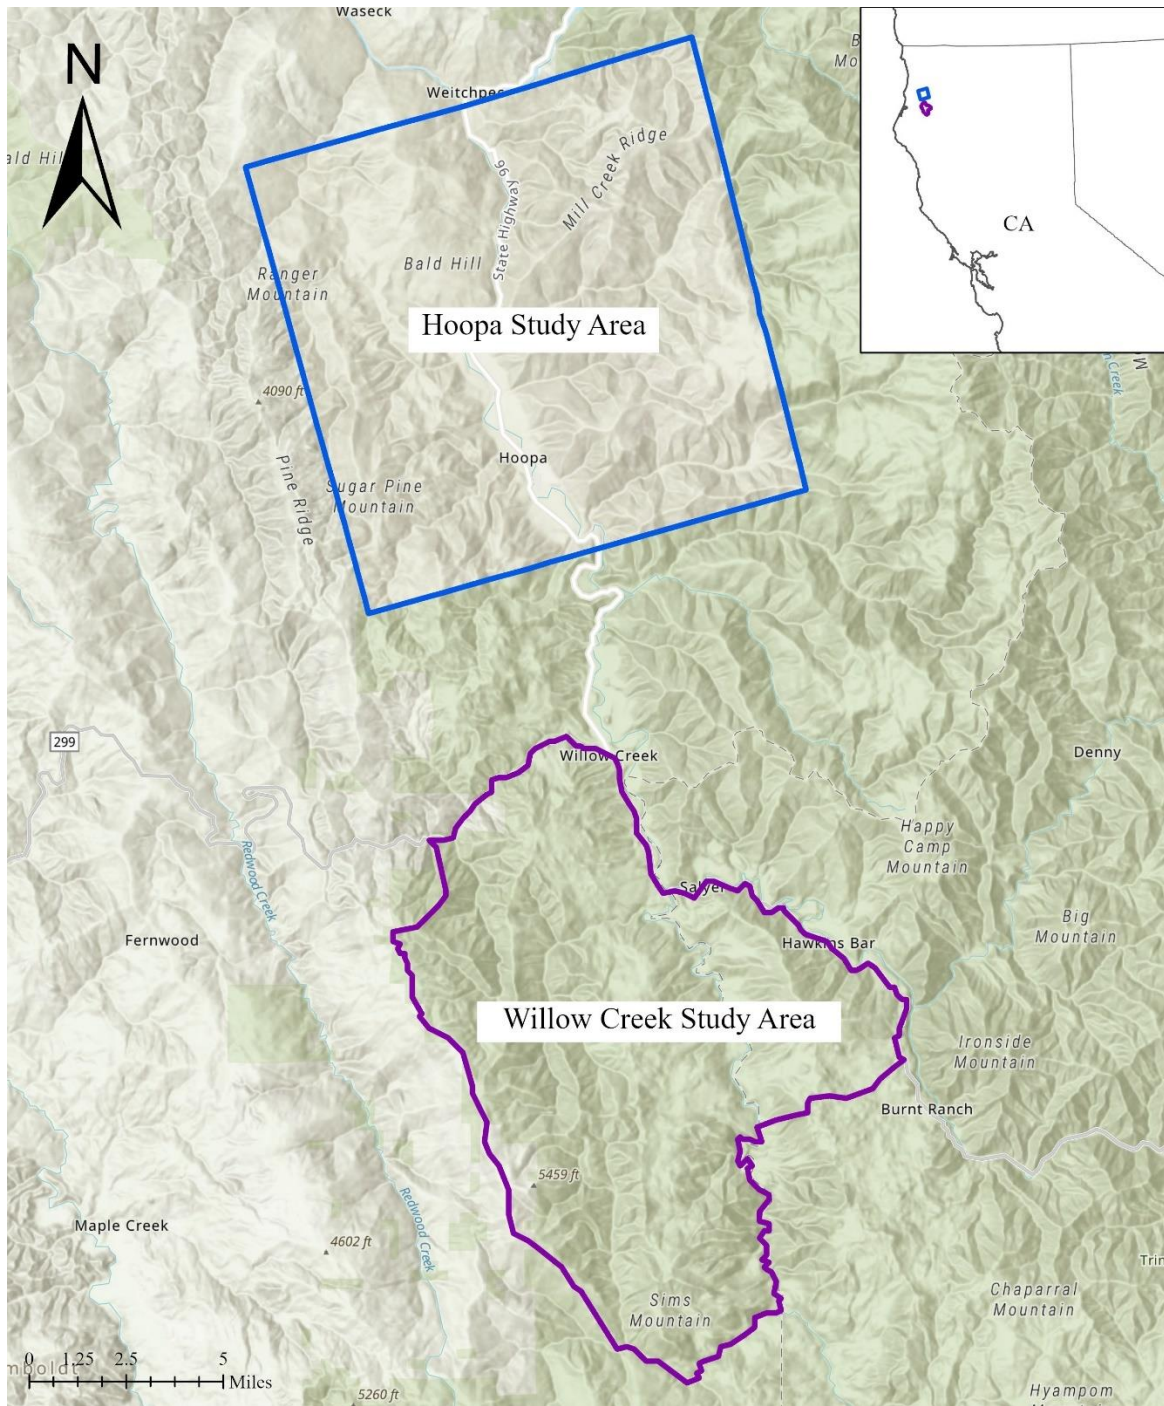 Waseck
N
Weitchpec
State Highway 96
Mill Creek Ridge
CA
Bald Hill
Ranger
Mountain
Hoopa Study Area
4090 ft
Hoopa
Pine Ridge
Sugar Pine
Mountain
299
Willow Creek
Denny
Happy
Camp
Mountain
Redwood Creek
Salyer
Big
Mountain
Fernwood
Hawkins Bar
Willow Creek Study Area
Ironside
Mountain
Burnt Ranch
5459 ft
Redwood Creek
Maple Creek
4602 ft
Chaparral
Mountain
Sims
Mountain
0 1.25 2.5 5
Miles
5260 ft
Hyampom